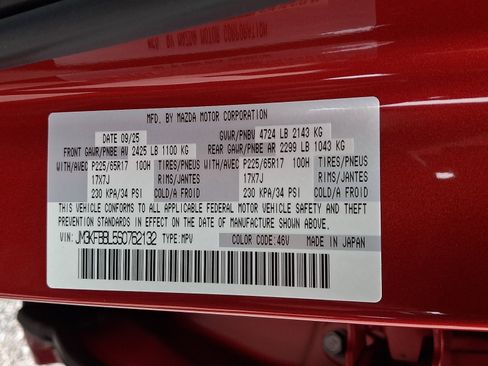 MFD. BY MAZDA MOTOR CORPORATION
DATE 09/25 GVWR/PNBV 4724 LB 2143 KG
FRONT GAWR/PNBE AV 2425 LB 1100 KG REAR GAWR/PNBE AR 2299 LB 1043 KG
WITH/AVEC P225/65R17 100H TIRES/PNEUS WITH/AVEC P225/65R17 100H TIRES/PNEUS
17X7J RIMS/JANTES 17X7J RIMS/JANTES
230 KPA/34 PSI COLD/A FROID 230 KPA/34 PSI COLD/A FROID
THIS VEHICLE CONFORMS TO ALL APPLICABLE FEDERAL MOTOR VEHICLE SAFETY AND THEFT
PREVENTION STANDARDS IN EFFECT ON THE DATE OF MANUFACTURE SHOWN ABOVE.
VIN: JM3KFBBL5S0752132 TYPE: MPV COLOR CODE: 46V MADE IN JAPAN